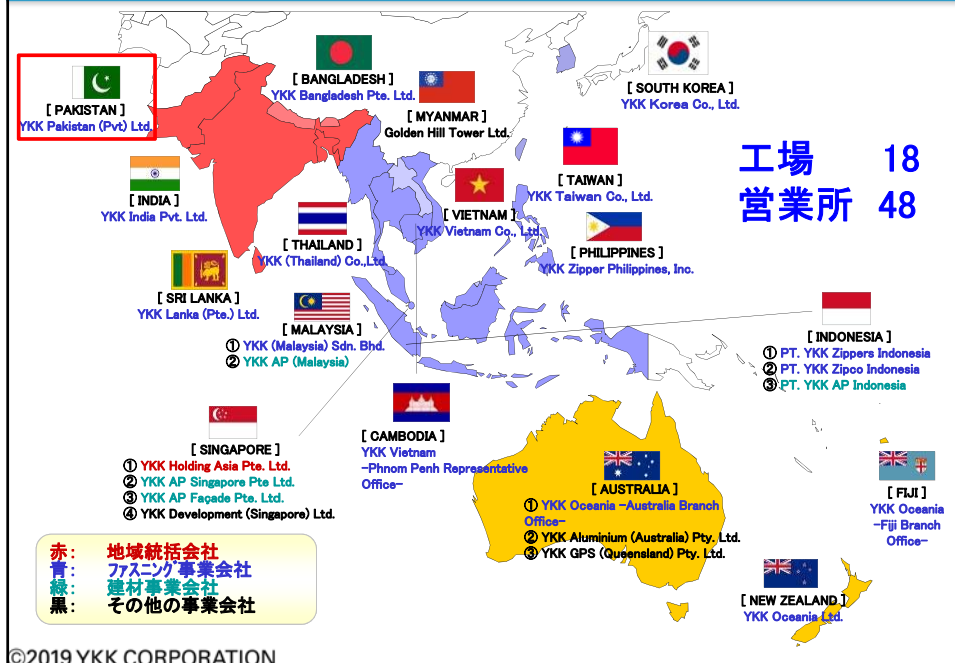 [ PAKISTAN ]
YKK Pakistan (Pvt) Ltd.
[ BANGLADESH ]
YKK Bangladesh Pte. Ltd.
[ MYANMAR ]
Golden Hill Tower Ltd.
[ SOUTH KOREA ]
YKK Korea Co., Ltd.
工場 18
営業所 48
[ INDIA ]
YKK India Pvt. Ltd.
[ TAIWAN ]
YKK Taiwan Co., Ltd.
[ VIETNAM ]
YKK Vietnam Co., Ltd.
[ THAILAND ]
YKK (Thailand) Co.,Ltd.
[ PHILIPPINES ]
YKK Zipper Philippines, Inc.
[ SRI LANKA ]
YKK Lanka (Pte.) Ltd.
[ MALAYSIA ]
① YKK (Malaysia) Sdn. Bhd.
② YKK AP (Malaysia)
[ INDONESIA ]
① PT. YKK Zippers Indonesia
② PT. YKK Zipco Indonesia
③ PT. YKK AP Indonesia
[ SINGAPORE ]
① YKK Holding Asia Pte. Ltd.
② YKK AP Singapore Pte Ltd.
③ YKK AP Façade Pte. Ltd.
④ YKK Development (Singapore) Ltd.
[ CAMBODIA ]
YKK Vietnam
-Phnom Penh Representative
Office-
[ AUSTRALIA ]
① YKK Oceania -Australia Branch
Office-
② YKK Aluminium (Australia) Pty. Ltd.
③ YKK GPS (Queensland) Pty. Ltd.
[ FIJI ]
YKK Oceania
-Fiji Branch
Office-
[ NEW ZEALAND ]
YKK Oceania Ltd.
赤： 地域統括会社
青： ﾌｧｽﾆﾝｸﾞ事業会社
緑： 建材事業会社
黒： その他の事業会社
©2019 YKK CORPORATION